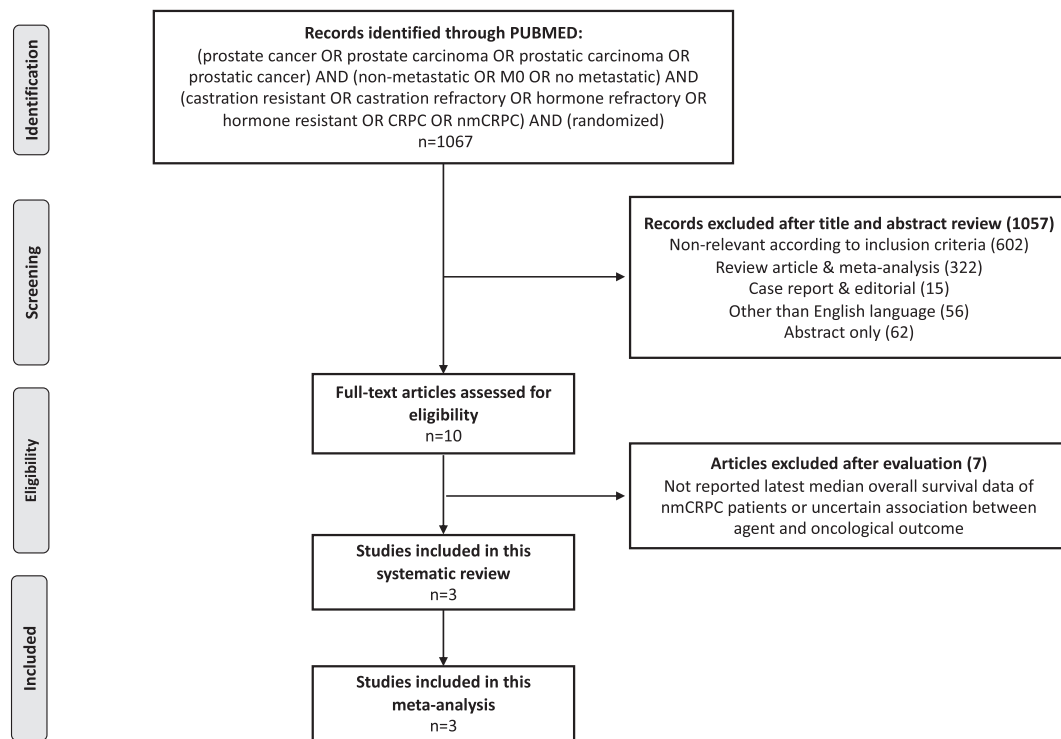 Identification
Records identified through PUBMED:
(prostate cancer OR prostate carcinoma OR prostatic carcinoma OR
prostatic cancer) AND (non-metastatic OR M0 OR no metastatic) AND
(castration resistant OR castration refractory OR hormone refractory OR
hormone resistant OR CRPC OR nmCRPC) AND (randomized)
n=1067
Screening
Records excluded after title and abstract review (1057)
Non-relevant according to inclusion criteria (602)
Review article & meta-analysis (322)
Case report & editorial (15)
Other than English language (56)
Abstract only (62)
Eligibility
Full-text articles assessed for
eligibility
n=10
Articles excluded after evaluation (7)
Not reported latest median overall survival data of
nmCRPC patients or uncertain association between
agent and oncological outcome
Included
Studies included in this
systematic review
n=3
Studies included in this
meta-analysis
n=3